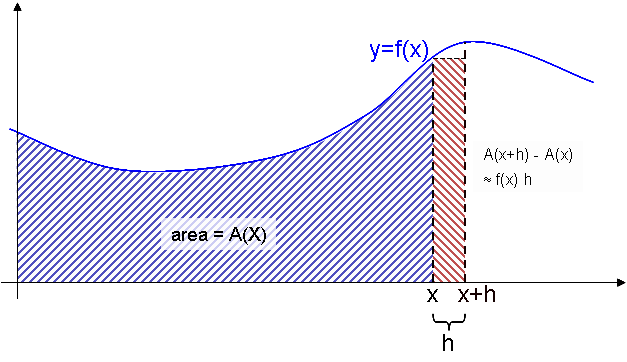 y=f(x)
A(x+h) - A(x)
≈ f(x) h
area = A(X)
x
x+h
h